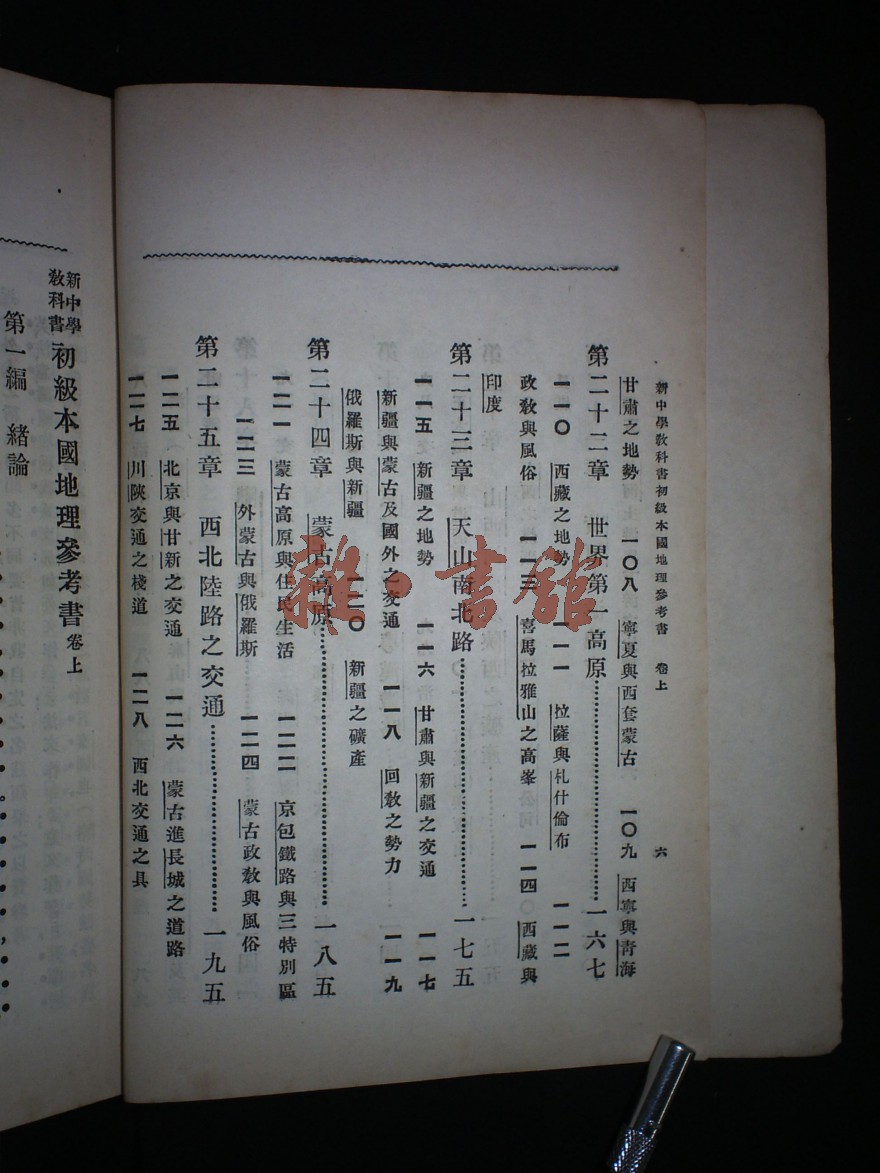 新中學教科書初級本國地理參考書 卷上 六
甘肅之地勢 一〇八 寧夏與西套蒙古 一〇九 西寧與青海
第二十二章 世界第一高原 一六七
一一〇 西藏之地勢 一一一 拉薩與札什倫布 一一二
政教與風俗 一一三 喜馬拉雅山之高峯 一一四 西藏與
印度
第二十三章 天山南北路 一七五
一一五 新疆之地勢 一一六 甘肅與新疆之交通 一一七
新疆與蒙古及國外之交通 一一八 回教之勢力 一一九
俄羅斯與新疆 一二〇 新疆之礦產
第二十四章 蒙古高原 一八五
一二一 蒙古高原與住民生活 一二二 京包鐵路與三特別區
一二三 外蒙古與俄羅斯 一二四 蒙古政教與風俗
第二十五章 西北陸路之交通 一九五
一二五 北京與甘新之交通 一二六 蒙古進長城之道路
一二七 川陝交通之棧道 一二八 西北交通之具
新中學教科書 初級本國地理參考書 卷上
第一編 緒論
雜·書館